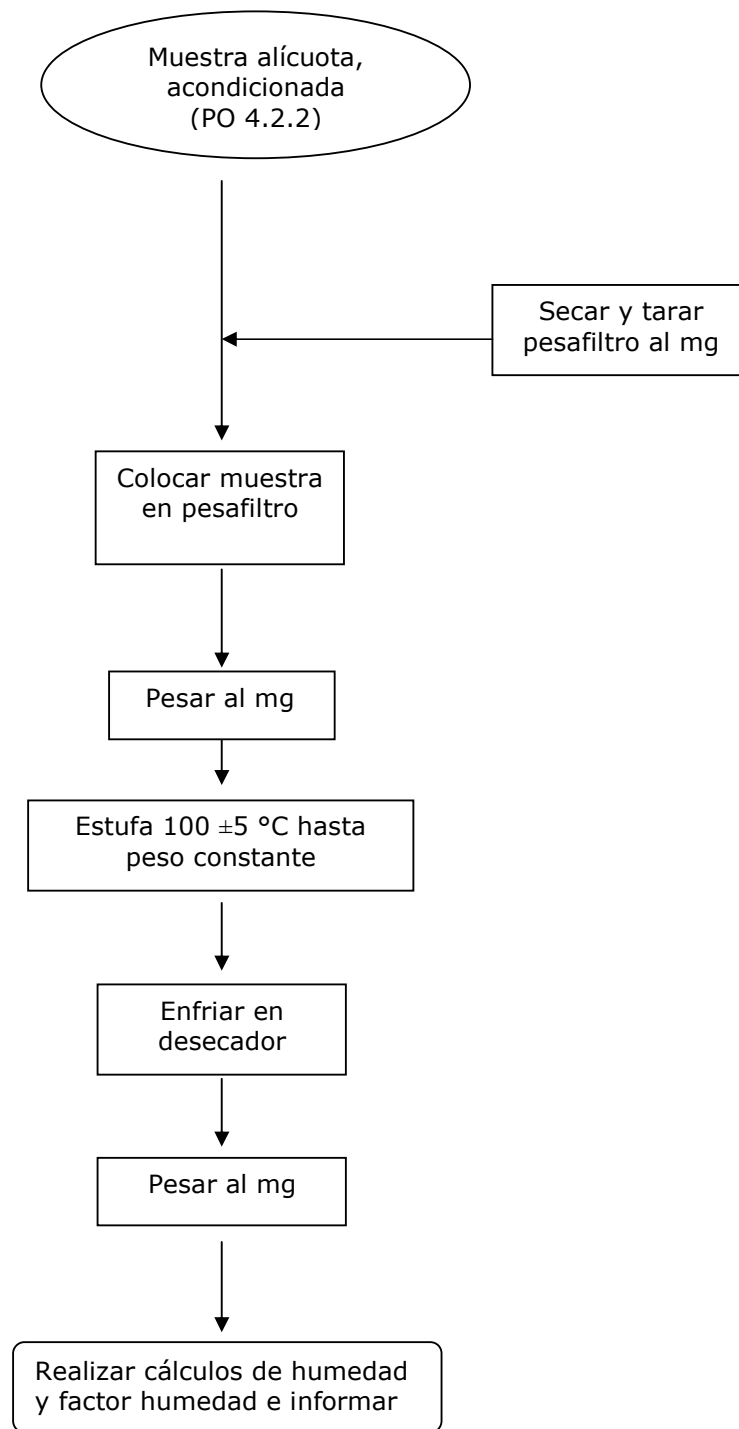 Muestra alícuota,
acondicionada
(PO 4.2.2)
Secar y tarar
pesafiltro al mg
Colocar muestra
en pesafiltro
Pesar al mg
Estufa 100 ±5 °C hasta
peso constante
Enfriar en
desecador
Pesar al mg
Realizar cálculos de humedad
y factor humedad e informar